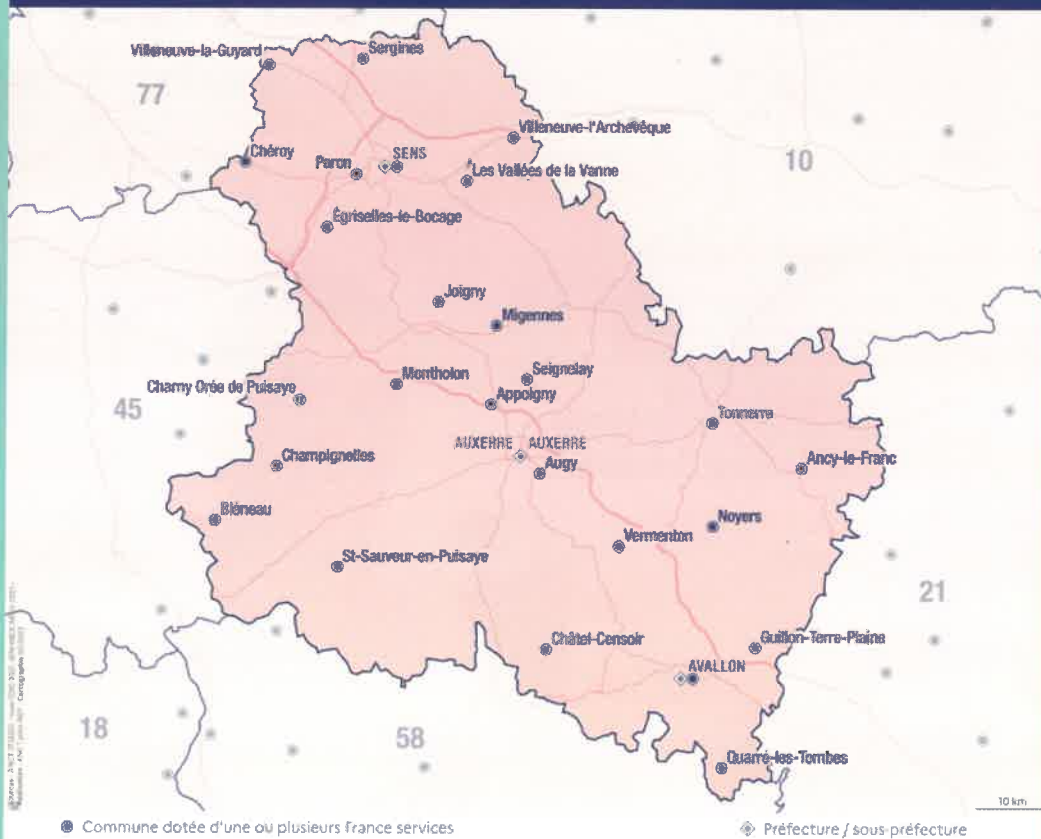 Villeneuve-la-Guyard
Sergines
77
Villeneuve-l'Archevêque
10
Chéroy
Paron
SENS
Les Vallées de la Vanne
Égriselles-le-Bocage
Joigny
Migennes
Montholon
Seignelay
Charny Orée de Puisaye
Appoigny
45
Tonnerre
AUXERRE
AUXERRE
Champignelles
Augy
Ancy-le-Franc
Bléneau
Noyers
Vermenton
St-Sauveur-en-Puisaye
21
Châtel-Censoir
Guillon-Terre-Plaine
AVALLON
18
58
Quarré-les-Tombes
10 km
Commune dotée d'une ou plusieurs France services
Préfecture / sous-préfecture